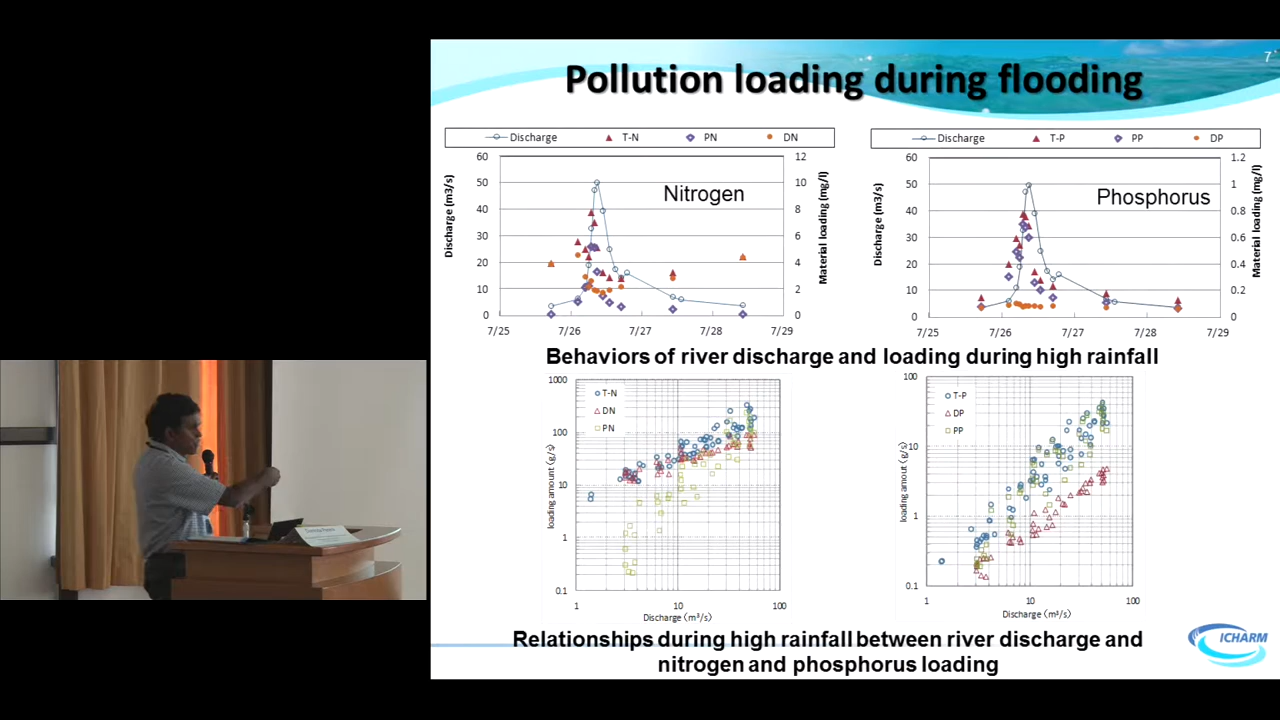 7
Pollution loading during flooding
Discharge T-N PN DN
Discharge T-P PP DP
60 12
50 10
40 8
30 6
20 4
10 2
0 0
7/25 7/26 7/27 7/28 7/29
Discharge (m3/s)
Material loading (mg/l)
Nitrogen
60 1.2
50 1
40 0.8
30 0.6
20 0.4
10 0.2
0 0
7/25 7/26 7/27 7/28 7/29
Discharge (m3/s)
Material loading (mg/l)
Phosphorus
Behaviors of river discharge and loading during high rainfall
1000
100
10
1
0.1
1 10 100
T-N
DN
PN
loading amout (g/s)
Discharge (m³/s)
100
10
1
0.1
1 10 100
T-P
DP
PP
loading amout (g/s)
Discharge (m³/s)
Relationships during high rainfall between river discharge and
nitrogen and phosphorus loading
ICHARM